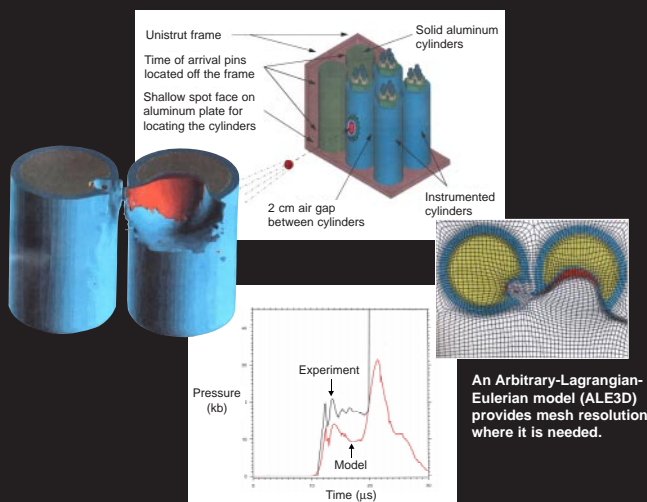 Unistrut frame
Solid aluminum
cylinders
Time of arrival pins
located off the frame
Shallow spot face on
aluminum plate for
locating the cylinders
2 cm air gap
between cylinders
Instrumented
cylinders
Experiment
Pressure
(kb)
Model
Time (μs)
An Arbitrary-Lagrangian-
Eulerian model (ALE3D)
provides mesh resolution
where it is needed.